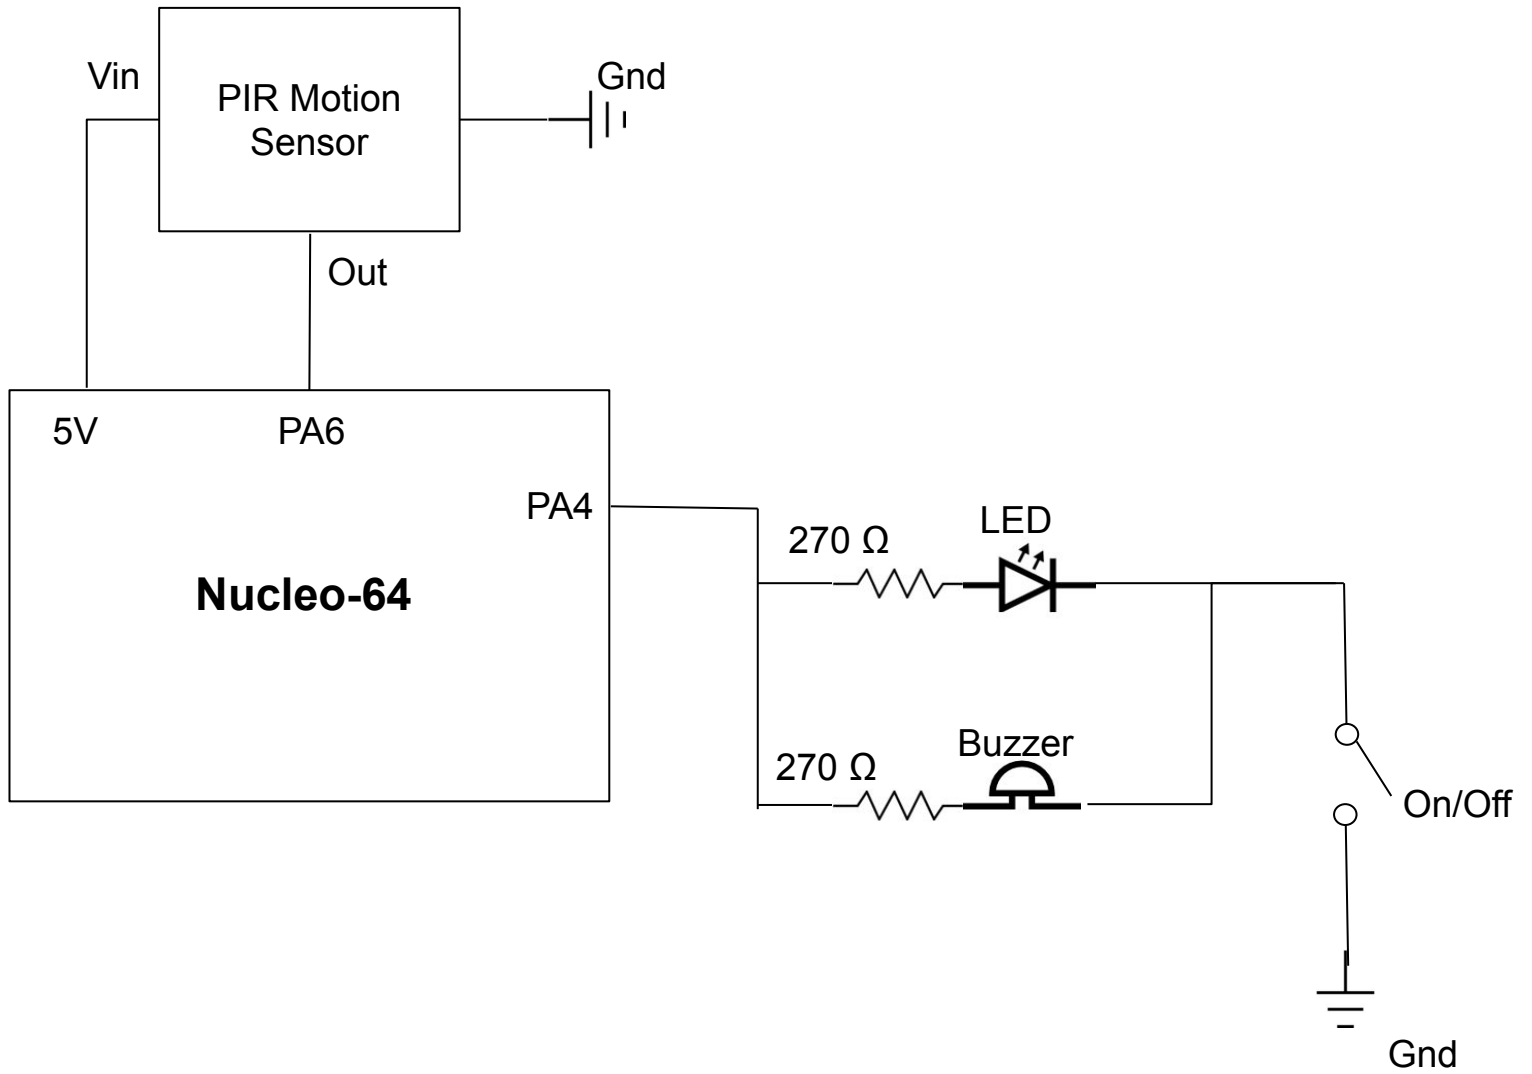 Vin
PIR Motion
Sensor
Gnd
Out
5V
PA6
PA4
Nucleo-64
270 Ω
LED
270 Ω
Buzzer
On/Off
Gnd